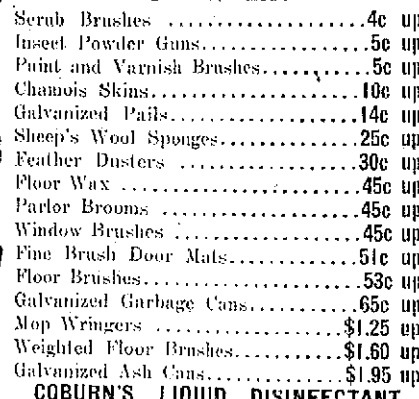 Scrub Brushes ....................4c up
Insect Powder Guns...............5c up
Paint and Varnish Brushes........5c up
Chamois Skins ....................10c up
Galvanized Pails..................14c up
Sheep's Wool Sponges..............25c up
Feather Dusters ..................30c up
Floor Wax ........................45c up
Parlor Brooms ....................45c up
Window Brushes ...................45c up
Fine Brush Door Mats..............51c up
Floor Brushes.....................53c up
Galvanized Garbage Cans...........65c up
Mop Wringers ...................$1.25 up
Weighted Floor Brushes..........$1.60 up
Galvanized Ash Cans.............$1.95 up
COBURN'S LIQUID DISINFECTANT